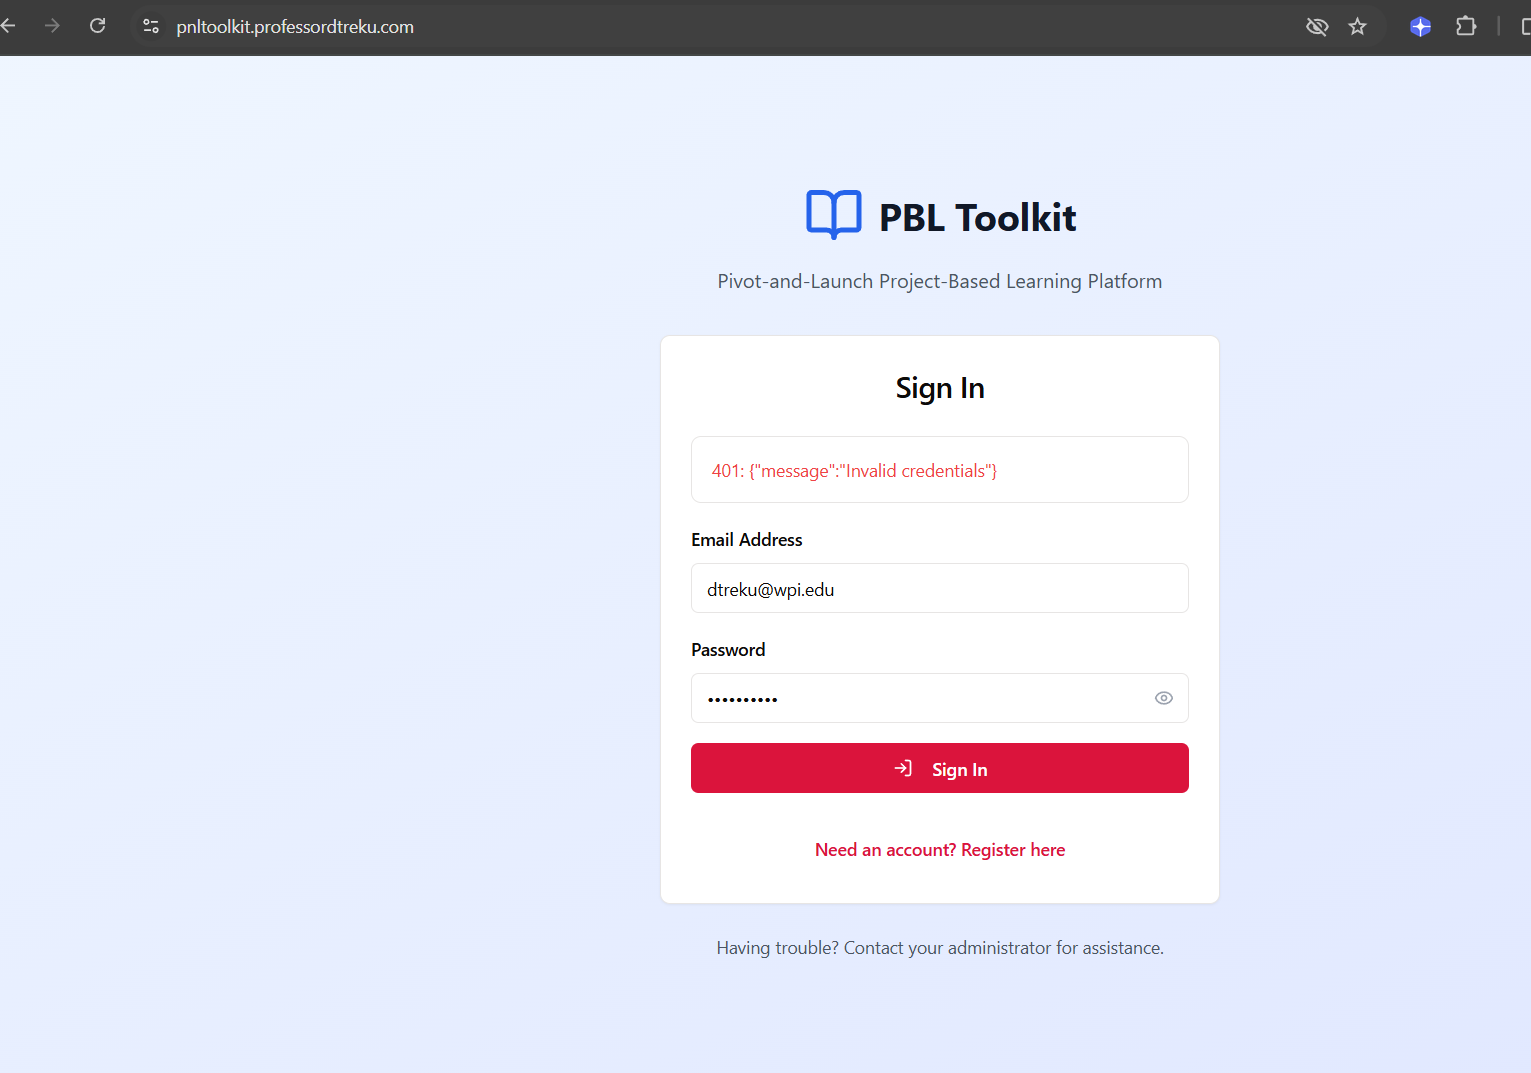 pnltoolkit.professordtreku.com
PBL Toolkit
Pivot-and-Launch Project-Based Learning Platform
Sign In
401: {"message":"Invalid credentials"}
Email Address
dtreku@wpi.edu
Password
••••••••••
Sign In
Need an account? Register here
Having trouble? Contact your administrator for assistance.